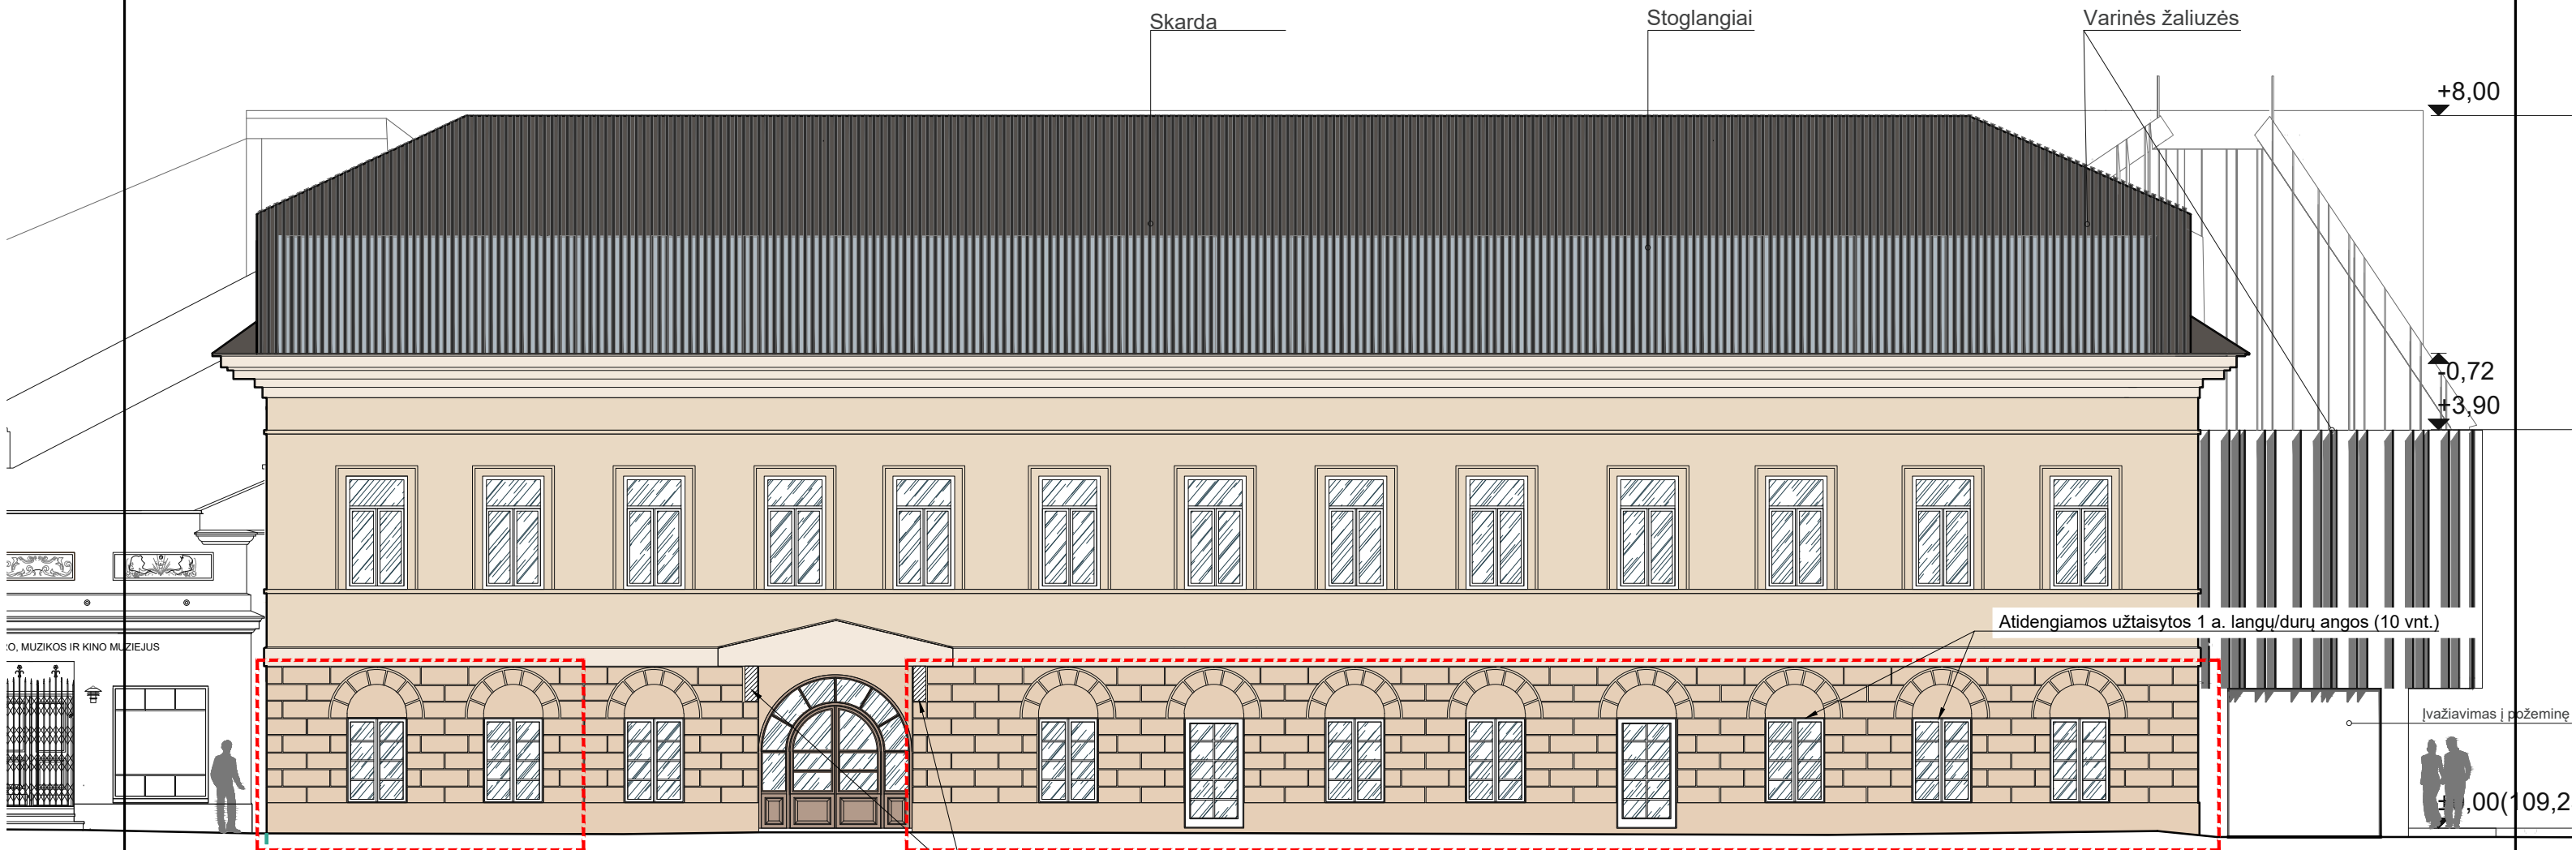 Skarda
Stoglangiai
Varinės žaliuzės
+8,00
-0,72
+3,90
Atidengiamos užtaisytos 1 a. langų/durų angos (10 vnt.)
MUZIKOS IR KINO MUZIEJUS
Įvažiavimas į požeminę
,00(109,2